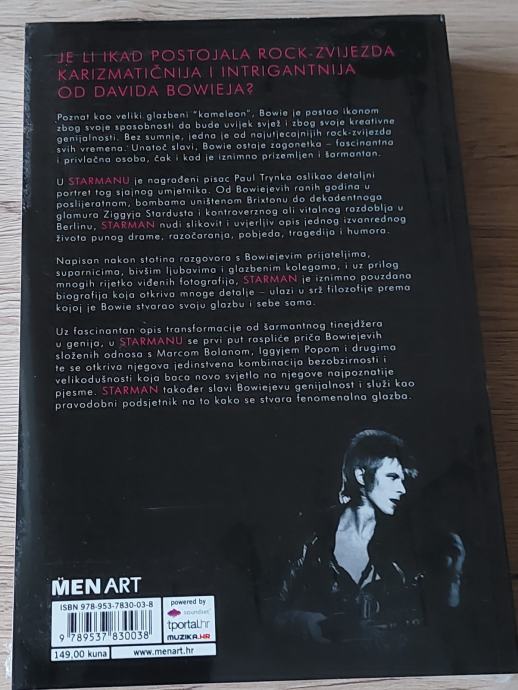 JE LI IKAD POSTOJALA ROCK-ZVIJEZDA
KARIZMATIČNIJA I INTRIGANTNIJA
OD DAVIDA BOWIEJA?
Poznat kao veliki glazbeni "kameleon", Bowie je postao ikonom
zbog svoje sposobnosti da bude uvijek svjež i zbog svoje kreativne
genijalnosti. Bez sumnje, jedna je od najutjecajnijih rock-zvijezda
svih vremena. Unatoč slavi, Bowie ostaje zagonetka – fascinantna
i privlačna osoba, čak i kad je iznimno prizemljen i šarmantan.
U STARMANU je nagrađeni pisac Paul Trynka oslikao detaljni
portret tog sjajnog umjetnika. Od Bowiejevih ranih godina u
poslijeratnom, bombama uništenom Brixtonu do dekadentnoga
glamura Ziggyja Stardusta i kontroverznog ali vitalnog razdoblja u
Berlinu, STARMAN nudi slikovit i uvjerljiv opis jednog izvanrednog
života punog drame, razočaranja, pobjeda, tragedija i humora.
Napisan nakon stotina razgovora s Bowiejevim prijateljima,
suparnicima, bivšim ljubavima i glazbenim kolegama, i uz prilog
mnogih rijetko viđenih fotografija, STARMAN je iznimno pouzdana
biografija koja otkriva mnoge detalje – ulazi u srž filozofije prema
kojoj je Bowie stvarao svoju glazbu i sebe sama.
Uz fascinantan opis transformacije od šarmantnog tinejdžera
u genija, u STARMANU se prvi put raspliće priča Bowiejevih
složenih odnosa s Marcom Bolanom, Iggyjem Popom i drugima
te se otkriva njegova jedinstvena kombinacija bezobzirnosti i
velikodušnosti koja baca novo svjetlo na njegove najpoznatije
pjesme. STARMAN također slavi Bowiejevu genijalnost i služi kao
pravodobni podsjetnik na to kako se stvara fenomenalna glazba.
MENART
ISBN 978-953-7830-03-8
9 789537 830038
149,00 kuna
powered by
soundset
tportal.hr
MUZIKA.HR
www.menart.hr